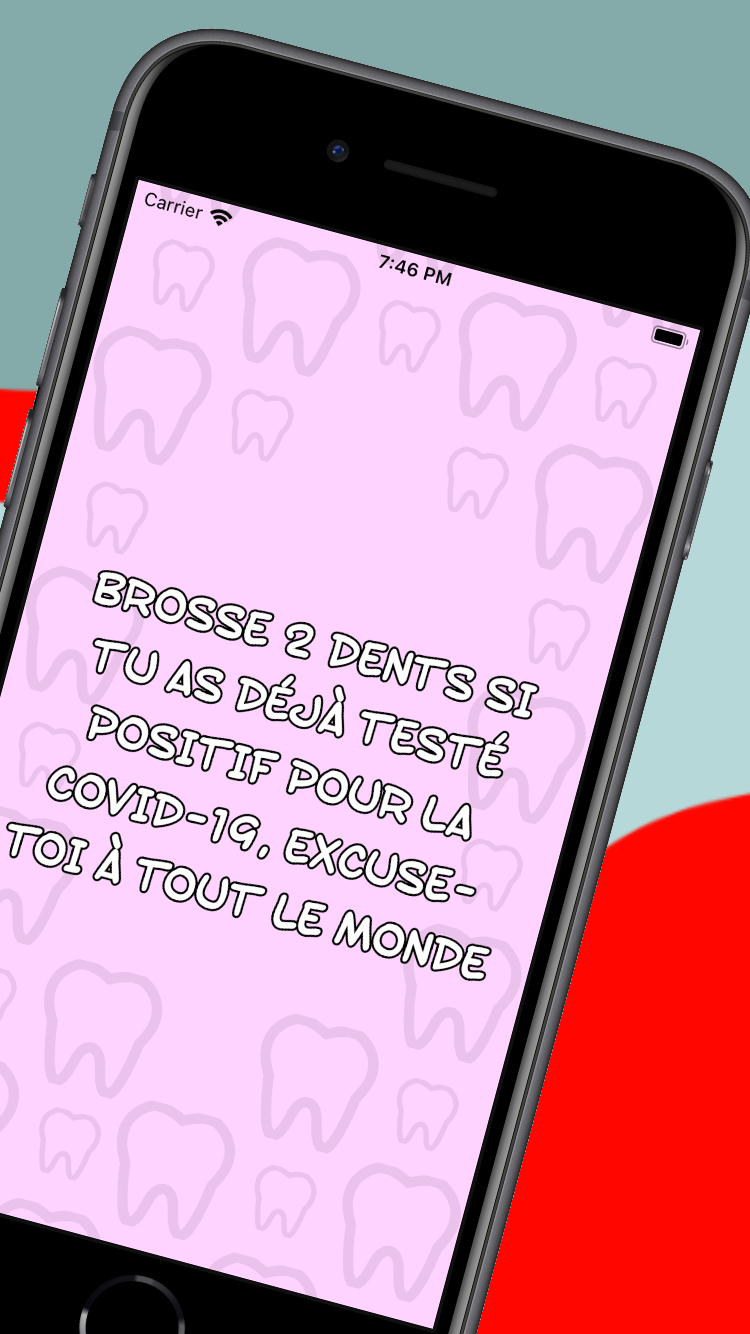 Carrier
7:46 PM
BROSSE 2 DENTS SI
TU AS DÉJÀ TESTÉ
POSITIF POUR LA
COVID-19, EXCUSE-
TOI À TOUT LE MONDE